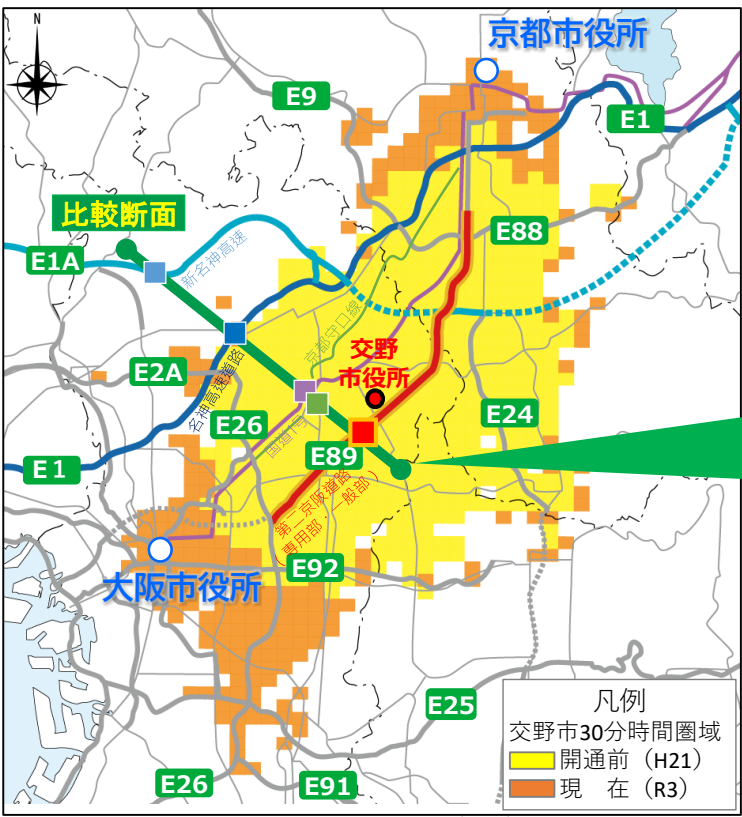 N
京都市役所
E9
E1
比較断面
E88
E1A
新名神高速
京都守口線
交野
市役所
E2A
名神高速道路
E26
国道1号
E24
E89
E1
第二京阪道路
(専用部・一般部)
E92
大阪市役所
E25
E26
E91
凡例
交野市30分時間圏域
開通前（H21）
現 在（R3）